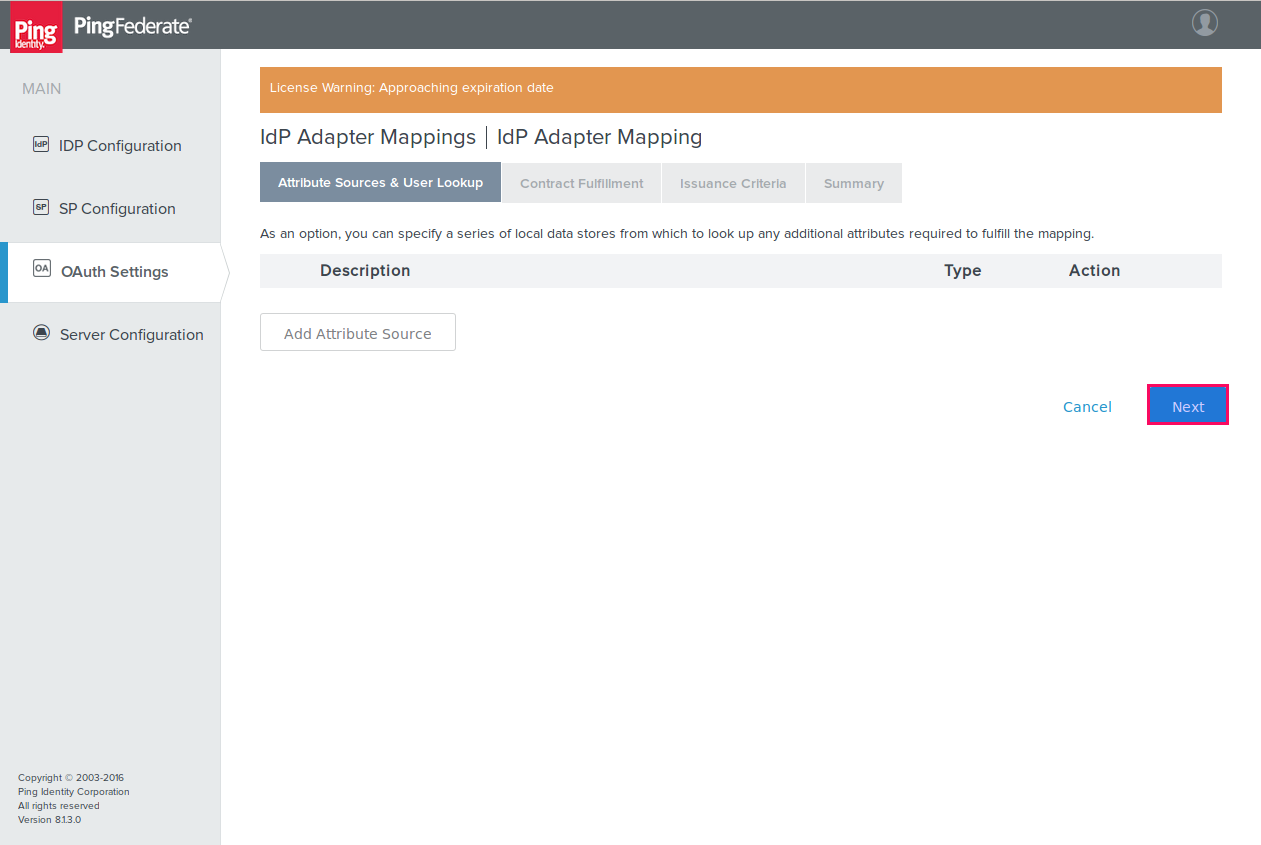 Ping
Identity.
PingFederate®
MAIN
IdP IDP Configuration
SP SP Configuration
OA OAuth Settings
Server Configuration
License Warning: Approaching expiration date
IdP Adapter Mappings | IdP Adapter Mapping
Attribute Sources & User Lookup Contract Fulfillment Issuance Criteria Summary
As an option, you can specify a series of local data stores from which to look up any additional attributes required to fulfill the mapping.
Description Type Action
Add Attribute Source
Cancel Next
Copyright © 2003-2016
Ping Identity Corporation
All rights reserved
Version 8.1.3.0